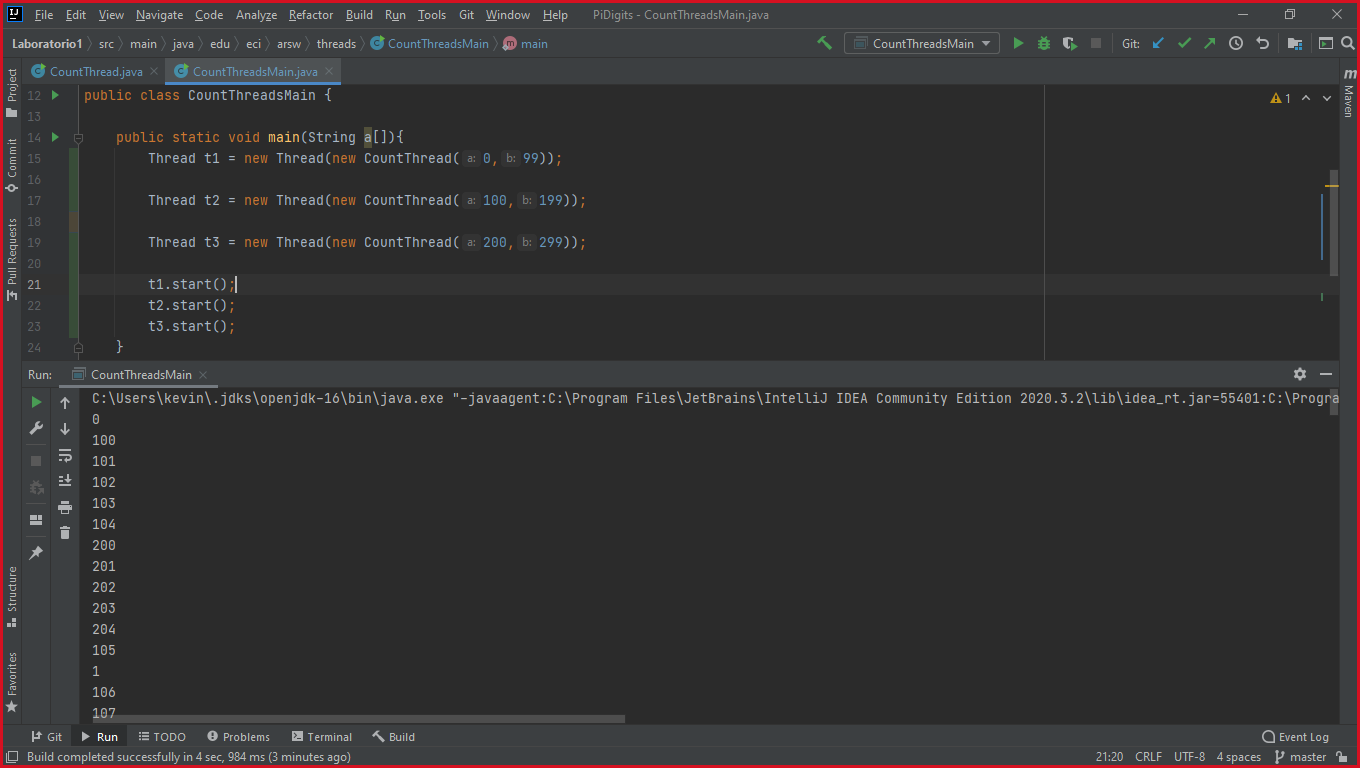 File Edit View Navigate Code Analyze Refactor Build Run Tools Git Window Help PiDigits - CountThreadsMain.java
Laboratorio1 src main java edu eci arsw threads CountThreadsMain main CountThreadsMain Git:
CountThread.java CountThreadsMain.java
Project
Commit
Pull Requests
Structure
Favorites
Maven
1
12 public class CountThreadsMain {
13
14 public static void main(String a[]){
15 Thread t1 = new Thread(new CountThread( a: 0, b: 99));
16
17 Thread t2 = new Thread(new CountThread( a: 100, b: 199));
18
19 Thread t3 = new Thread(new CountThread( a: 200, b: 299));
20
21 t1.start();
22 t2.start();
23 t3.start();
24 }
Run: CountThreadsMain
C:\Users\kevin\.jdks\openjdk-16\bin\java.exe "-javaagent:C:\Program Files\JetBrains\IntelliJ IDEA Community Edition 2020.3.2\lib\idea_rt.jar=55401:C:\Progra
0
100
101
102
103
104
200
201
202
203
204
105
1
106
107
Git Run TODO Problems Terminal Build Event Log
Build completed successfully in 4 sec, 984 ms (3 minutes ago) 21:20 CRLF UTF-8 4 spaces master